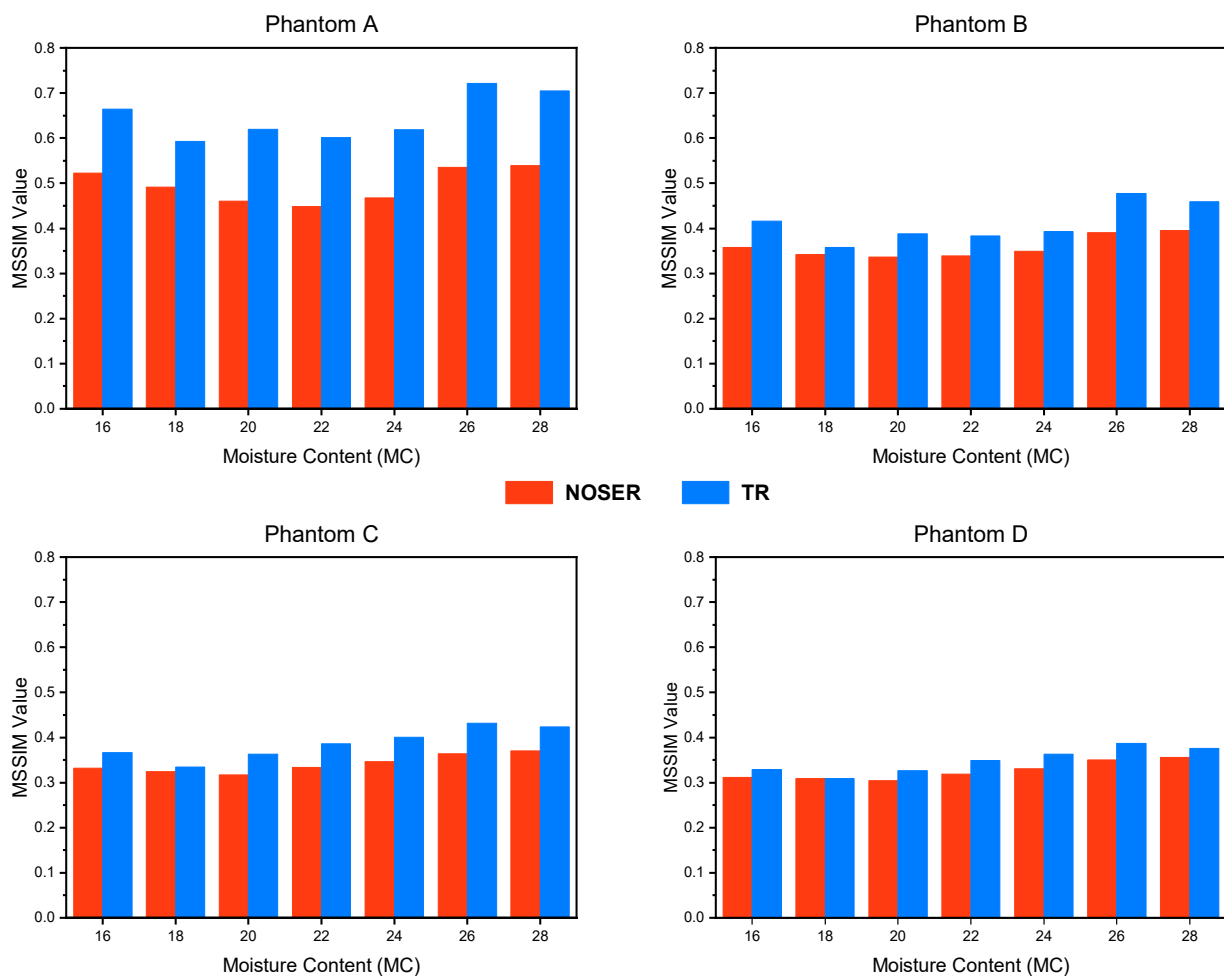 Phantom A
0.8
0.7
0.6
0.5
0.4
0.3
0.2
0.1
0.0
MSSIM Value
16 18 20 22 24 26 28
Moisture Content (MC)
Phantom B
0.8
0.7
0.6
0.5
0.4
0.3
0.2
0.1
0.0
MSSIM Value
16 18 20 22 24 26 28
Moisture Content (MC)
NOSER TR
Phantom C
0.8
0.7
0.6
0.5
0.4
0.3
0.2
0.1
0.0
MSSIM Value
16 18 20 22 24 26 28
Moisture Content (MC)
Phantom D
0.8
0.7
0.6
0.5
0.4
0.3
0.2
0.1
0.0
MSSIM Value
16 18 20 22 24 26 28
Moisture Content (MC)